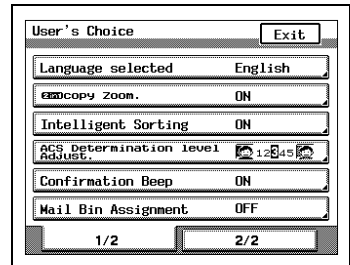 User's Choice Exit
Language selected English
2in1copy Zoom. ON
Intelligent Sorting ON
ACS Determination level
Adjust. 12345
Confirmation Beep ON
Mail Bin Assignment OFF
1/2 2/2